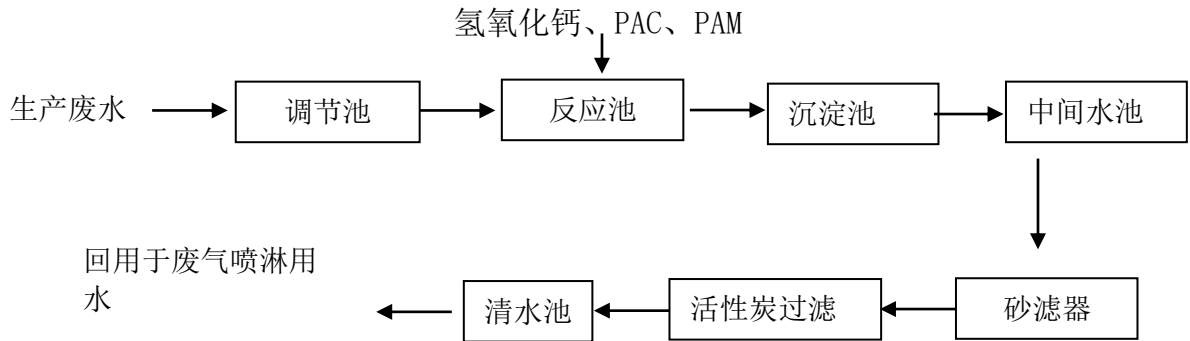 氢氧化钙、PAC、PAM
生产废水
调节池
反应池
沉淀池
中间水池
回用于废气喷淋用
水
清水池
活性炭过滤
砂滤器